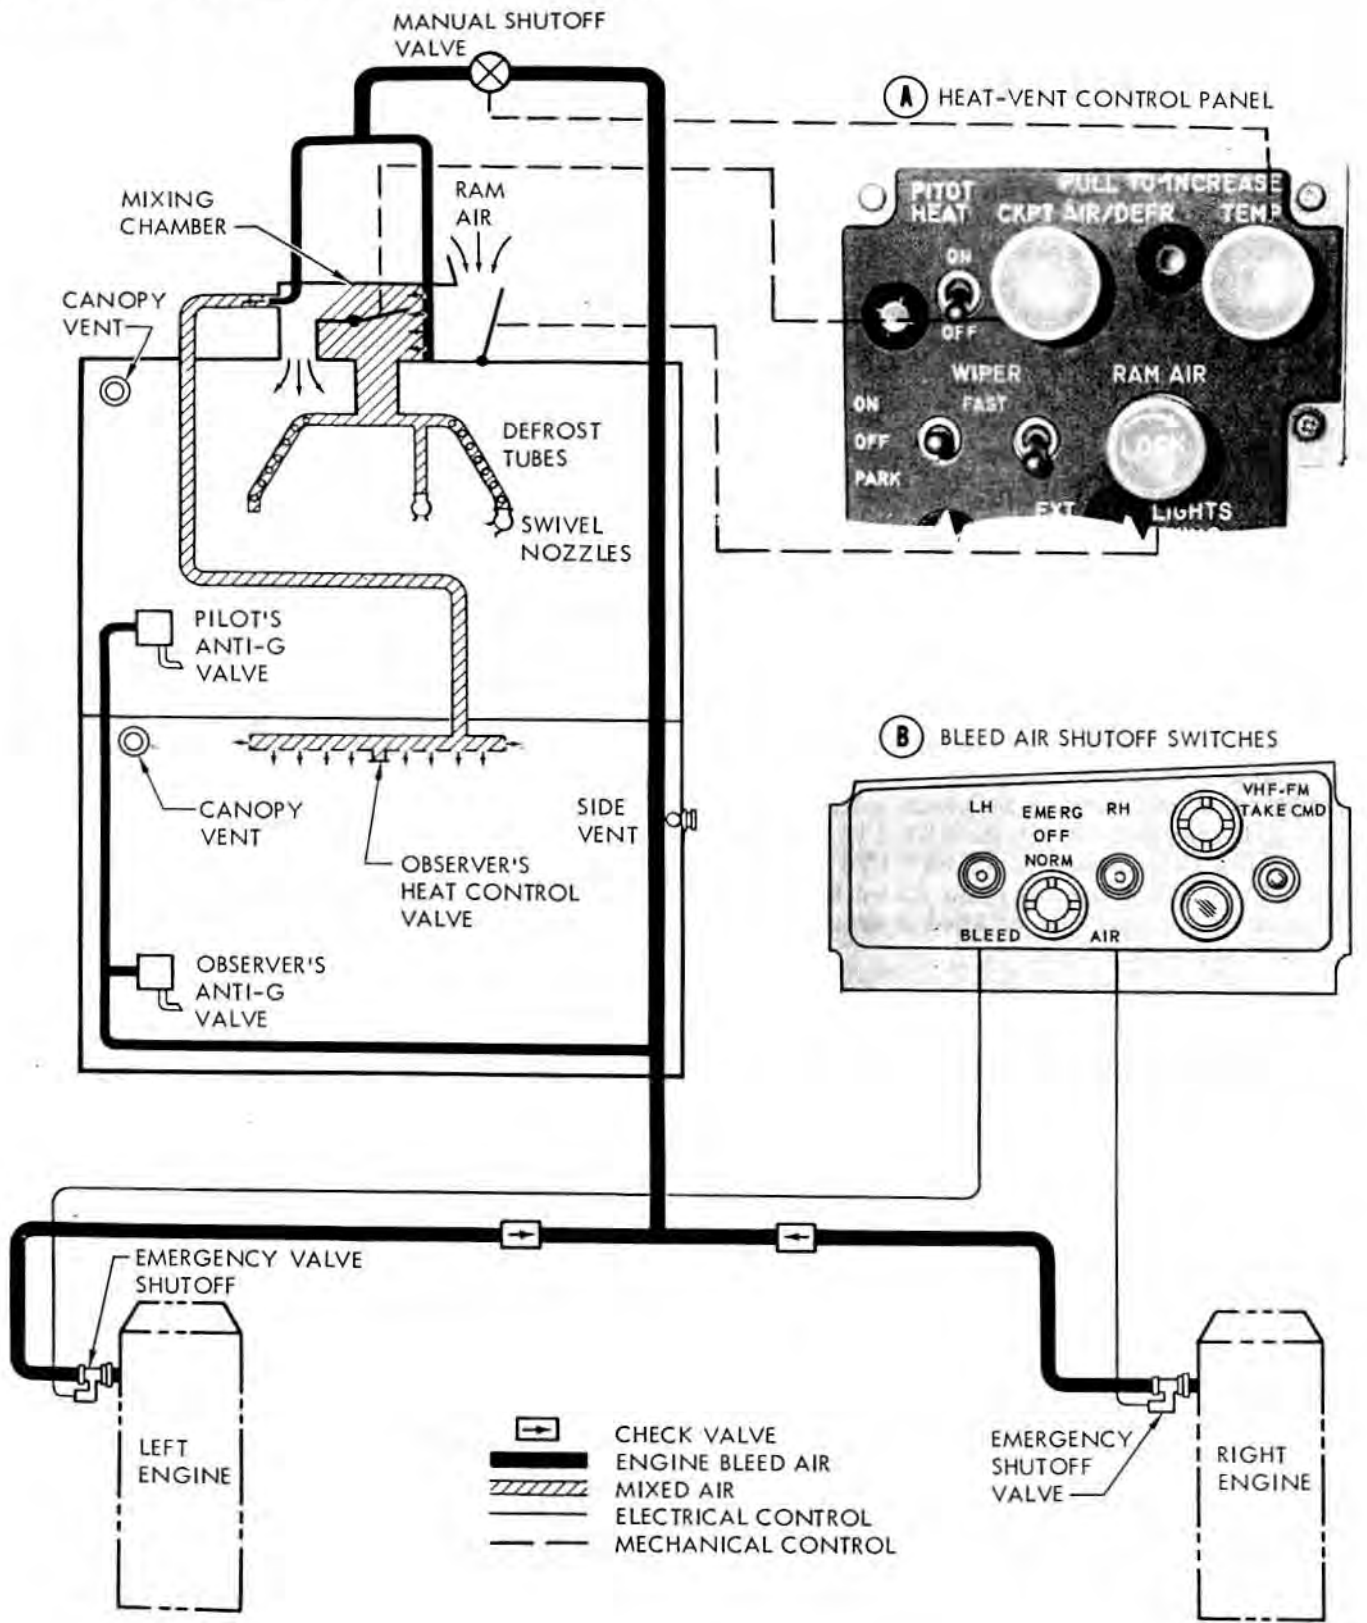 MANUAL SHUTOFF
VALVE
A HEAT-VENT CONTROL PANEL
MIXING
CHAMBER
RAM
AIR
PITOT
HEAT
PULL TO INCREASE
CKPT AIR/DEFR
TEMP
ON
OFF
CANOPY
VENT
WIPER
RAM AIR
ON
FAST
OFF
PARK
LOCK
EXT
LIGHTS
DEFROST
TUBES
SWIVEL
NOZZLES
PILOT'S
ANTI-G
VALVE
B BLEED AIR SHUTOFF SWITCHES
LH
EMERG
OFF
NORM
RH
VHF-FM
TAKE CMD
BLEED
AIR
CANOPY
VENT
SIDE
VENT
OBSERVER'S
HEAT CONTROL
VALVE
OBSERVER'S
ANTI-G
VALVE
EMERGENCY VALVE
SHUTOFF
LEFT
ENGINE
CHECK VALVE
ENGINE BLEED AIR
MIXED AIR
ELECTRICAL CONTROL
MECHANICAL CONTROL
EMERGENCY
SHUTOFF
VALVE
RIGHT
ENGINE